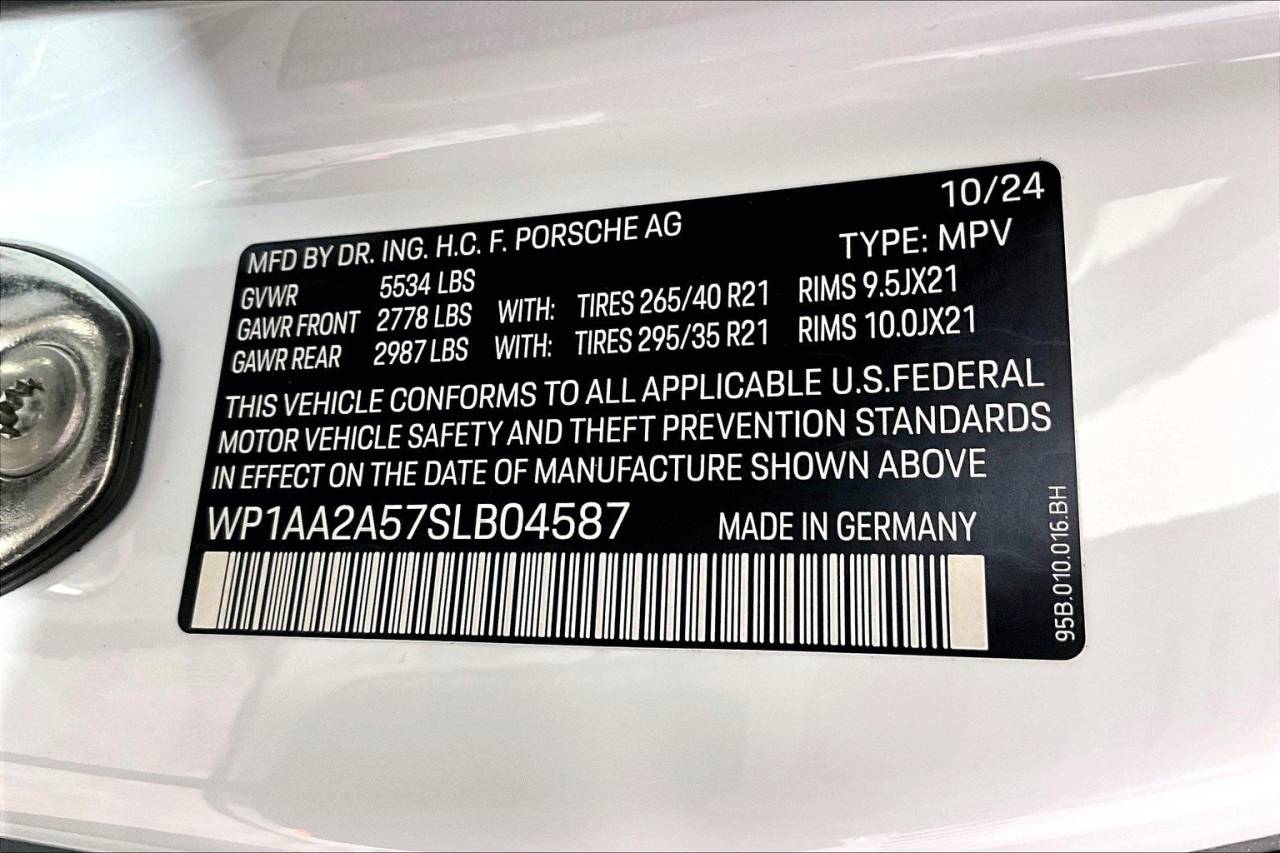 10/24
MFD BY DR. ING. H.C. F. PORSCHE AG TYPE: MPV
GVWR 5534 LBS
GAWR FRONT 2778 LBS WITH: TIRES 265/40 R21 RIMS 9.5JX21
GAWR REAR 2987 LBS WITH: TIRES 295/35 R21 RIMS 10.0JX21
THIS VEHICLE CONFORMS TO ALL APPLICABLE U.S.FEDERAL
MOTOR VEHICLE SAFETY AND THEFT PREVENTION STANDARDS
IN EFFECT ON THE DATE OF MANUFACTURE SHOWN ABOVE
WP1AA2A57SLB04587 MADE IN GERMANY
95B.010.016.BH